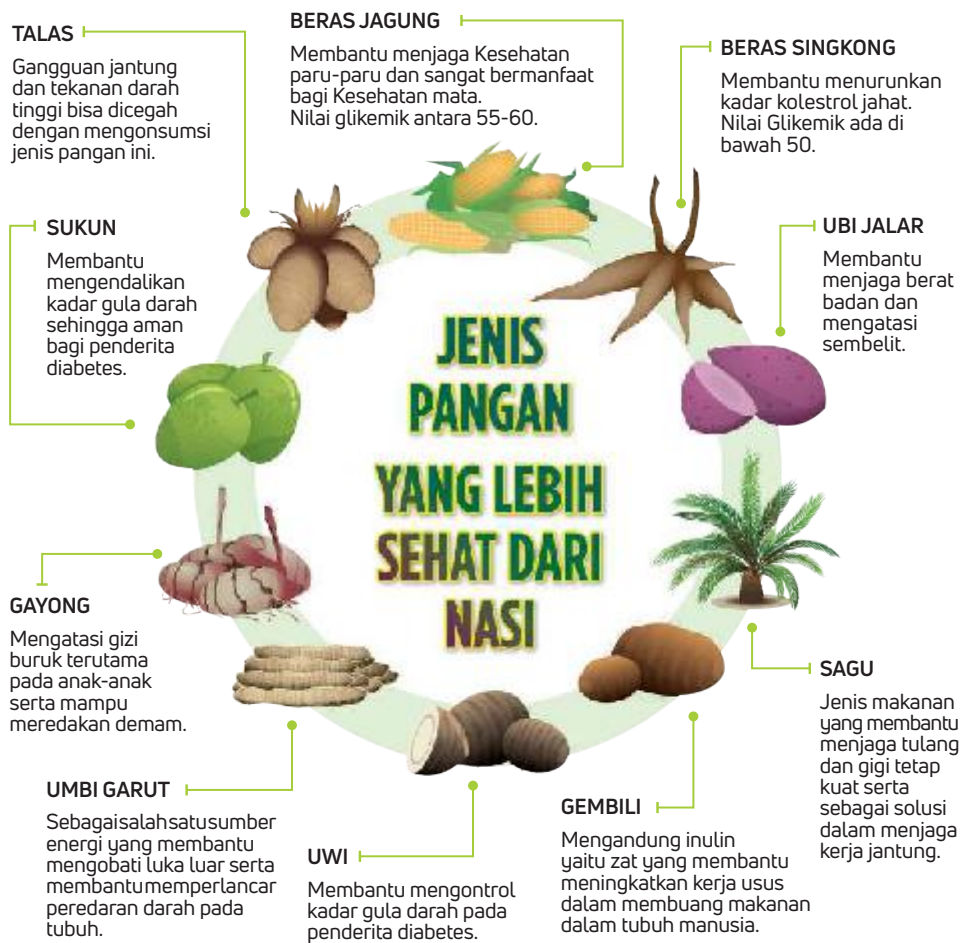 JENIS
PANGAN
YANG LEBIH
SEHAT DARI
NASI
BERAS JAGUNG
Membantu menjaga Kesehatan
paru-paru dan sangat bermanfaat
bagi Kesehatan mata.
Nilai glikemik antara 55-60.
BERAS SINGKONG
Membantu menurunkan
kadar kolestrol jahat.
Nilai Glikemik ada di
bawah 50.
UBI JALAR
Membantu
menjaga berat
badan dan
mengatasi
sembelit.
SAGU
Jenis makanan
yang membantu
menjaga tulang
dan gigi tetap
kuat serta
sebagai solusi
dalam menjaga
kerja jantung.
GEMBILI
Mengandung inulin
yaitu zat yang membantu
meningkatkan kerja usus
dalam membuang makanan
dalam tubuh manusia.
UWI
Membantu mengontrol
kadar gula darah pada
penderita diabetes.
UMBI GARUT
Sebagaisalahsatusumber
energi yang membantu
mengobati luka luar serta
membantumemperlancar
peredaran darah pada
tubuh.
GAYONG
Mengatasi gizi
buruk terutama
pada anak-anak
serta mampu
meredakan demam.
SUKUN
Membantu
mengendalikan
kadar gula darah
sehingga aman
bagi penderita
diabetes.
TALAS
Gangguan jantung
dan tekanan darah
tinggi bisa dicegah
dengan mengonsumsi
jenis pangan ini.